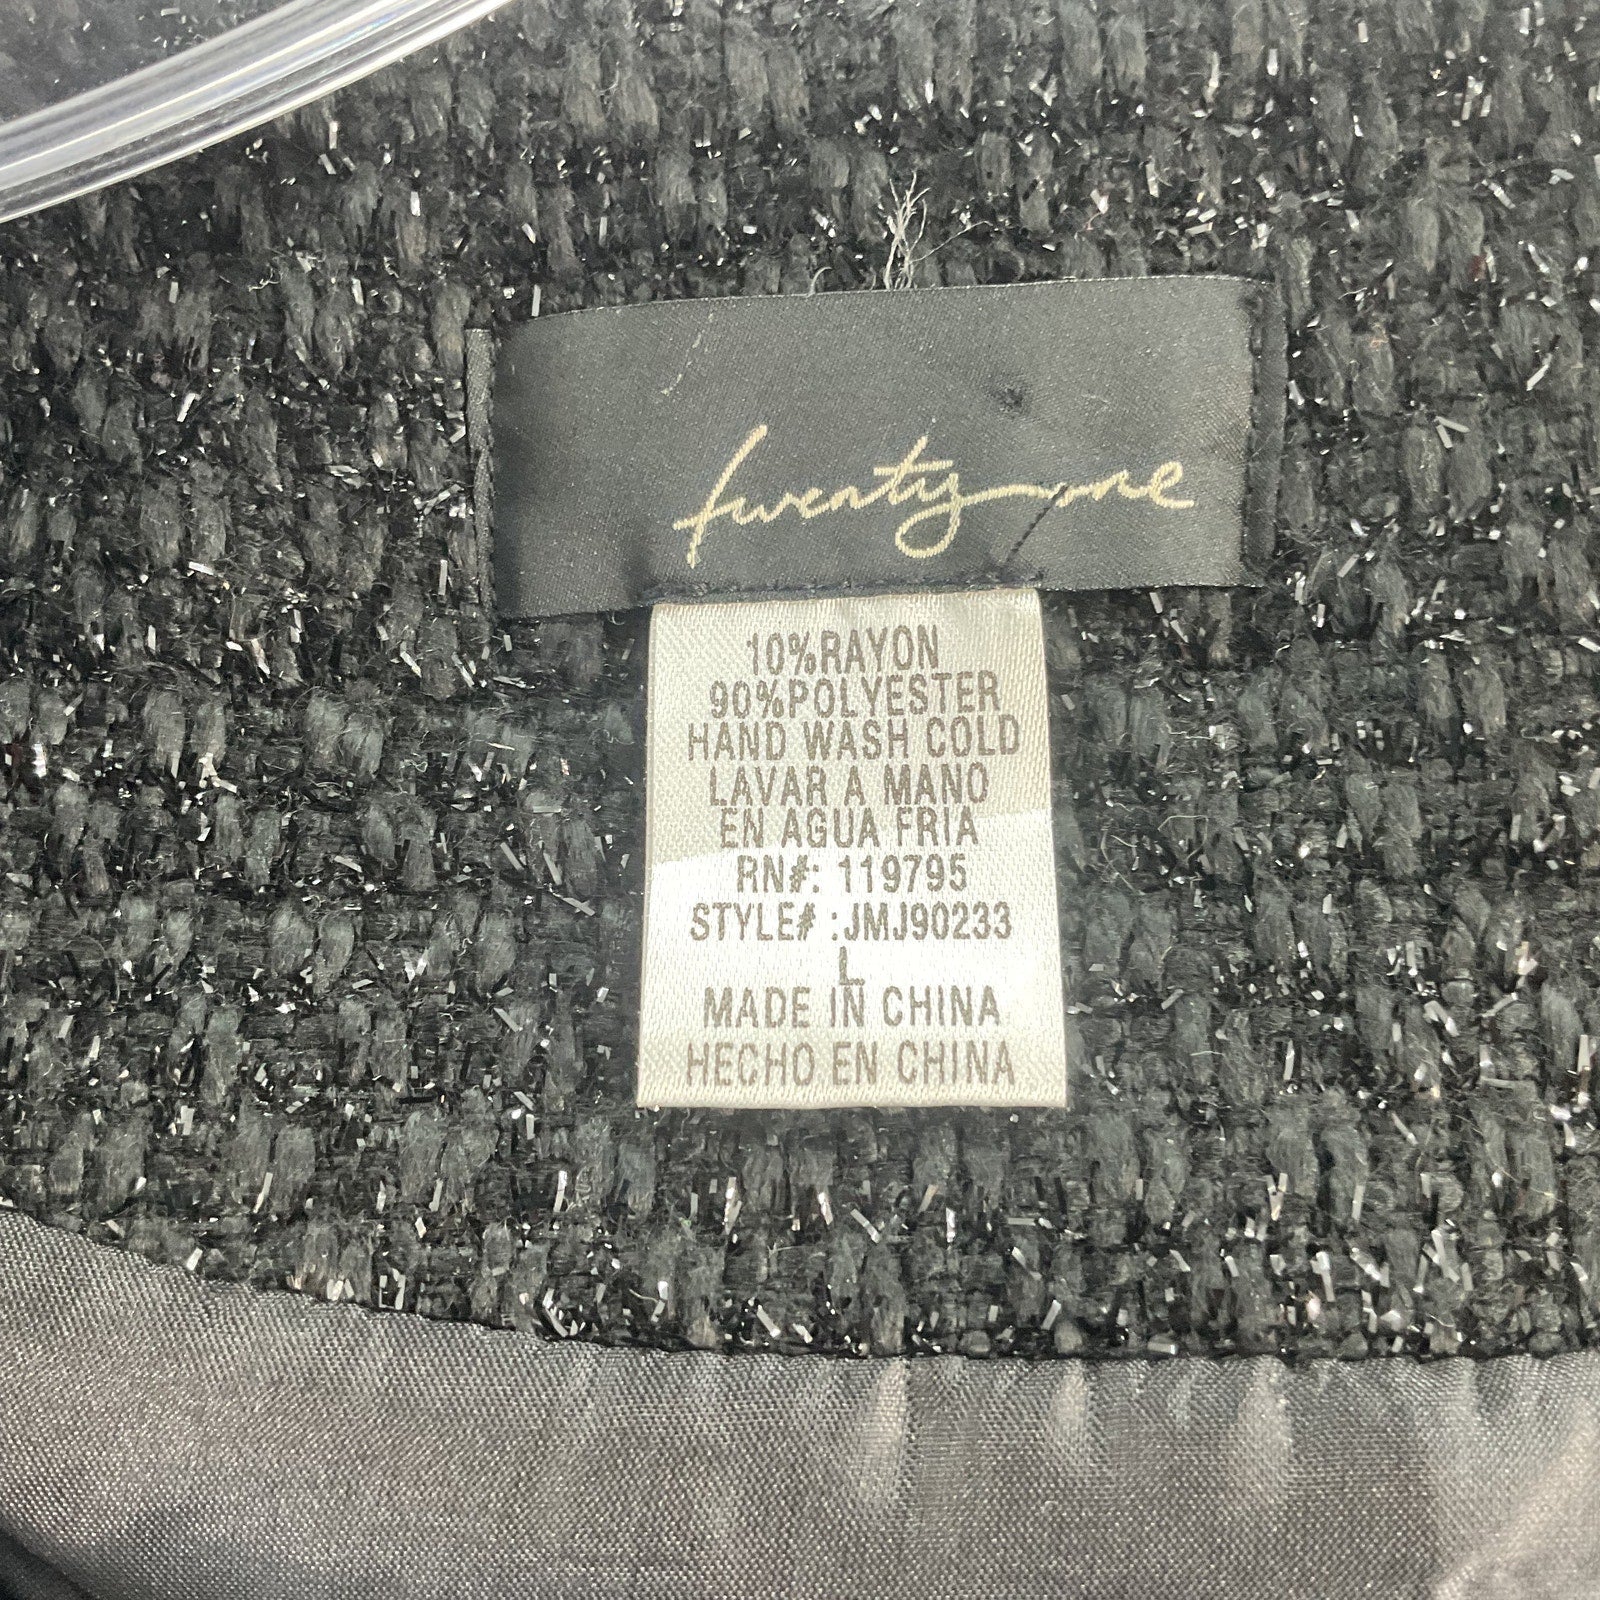 twenty one
10%RAYON
90%POLYESTER
HAND WASH COLD
LAVAR A MANO
EN AGUA FRIA
RN#: 119795
STYLE# :JMJ90233
L
MADE IN CHINA
HECHO EN CHINA